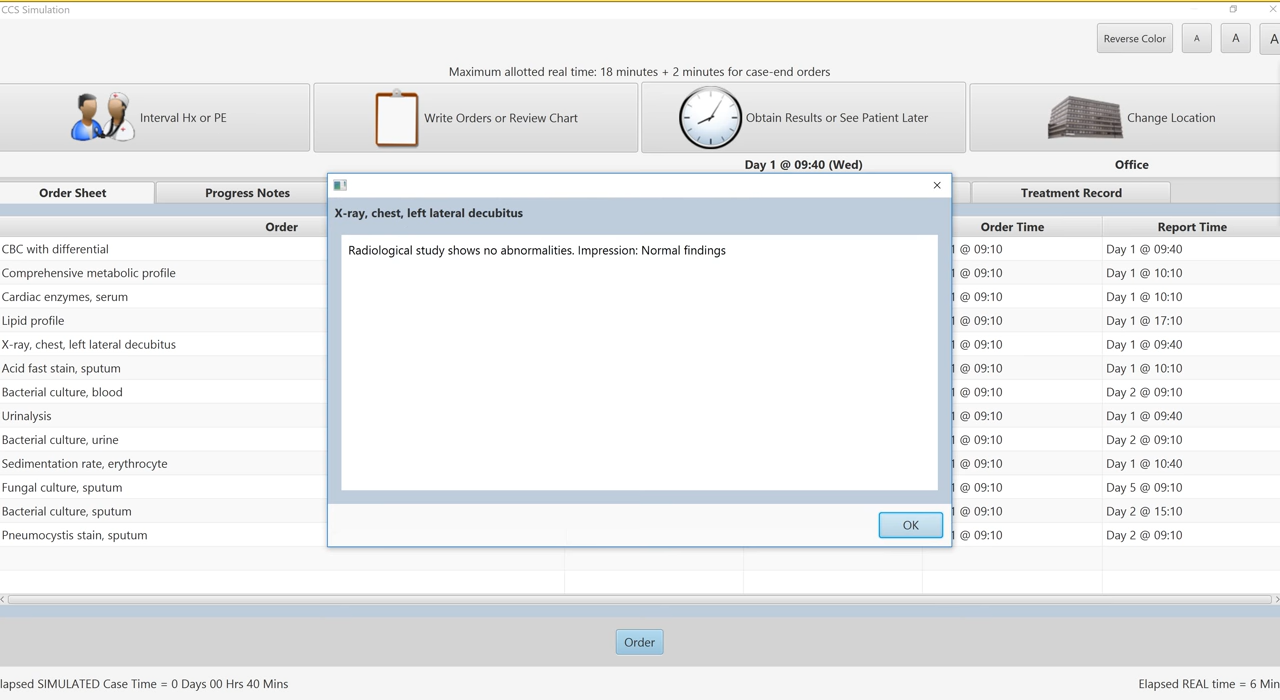 CCS Simulation
Reverse Color A A A
Maximum allotted real time: 18 minutes + 2 minutes for case-end orders
Interval Hx or PE Write Orders or Review Chart Obtain Results or See Patient Later Change Location
Day 1 @ 09:40 (Wed) Office
Order Sheet Progress Notes Treatment Record
X-ray, chest, left lateral decubitus
Radiological study shows no abnormalities. Impression: Normal findings
OK
Order Order Time Report Time
CBC with differential 1 @ 09:10 Day 1 @ 09:40
Comprehensive metabolic profile 1 @ 09:10 Day 1 @ 10:10
Cardiac enzymes, serum 1 @ 09:10 Day 1 @ 10:10
Lipid profile 1 @ 09:10 Day 1 @ 17:10
X-ray, chest, left lateral decubitus 1 @ 09:10 Day 1 @ 09:40
Acid fast stain, sputum 1 @ 09:10 Day 1 @ 10:10
Bacterial culture, blood 1 @ 09:10 Day 2 @ 09:10
Urinalysis 1 @ 09:10 Day 1 @ 09:40
Bacterial culture, urine 1 @ 09:10 Day 2 @ 09:10
Sedimentation rate, erythrocyte 1 @ 09:10 Day 1 @ 10:40
Fungal culture, sputum 1 @ 09:10 Day 5 @ 09:10
Bacterial culture, sputum 1 @ 09:10 Day 2 @ 15:10
Pneumocystis stain, sputum 1 @ 09:10 Day 2 @ 09:10
Order
lapsed SIMULATED Case Time = 0 Days 00 Hrs 40 Mins Elapsed REAL time = 6 Min